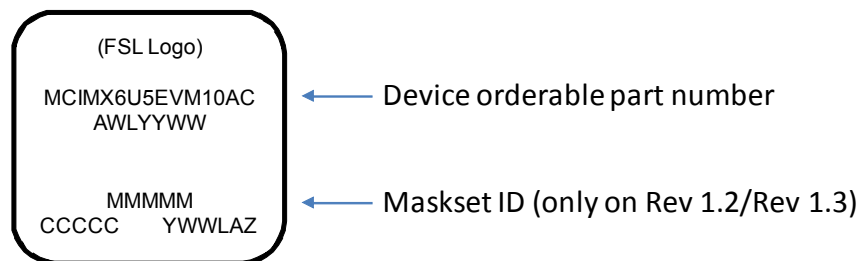 (FSL Logo)
MCIMX6U5EVM10AC
AWLYYWW
Device orderable part number
MMMMM
Maskset ID (only on Rev 1.2/Rev 1.3)
CCCCC YWWLAZ